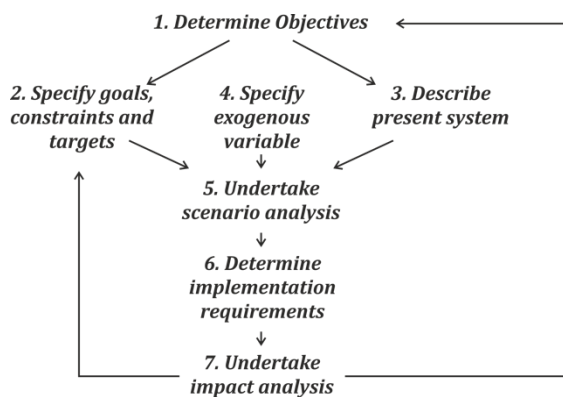 1. Determine Objectives
2. Specify goals,
constraints and
targets
4. Specify
exogenous
variable
3. Describe
present system
5. Undertake
scenario analysis
6. Determine
implementation
requirements
7. Undertake
impact analysis